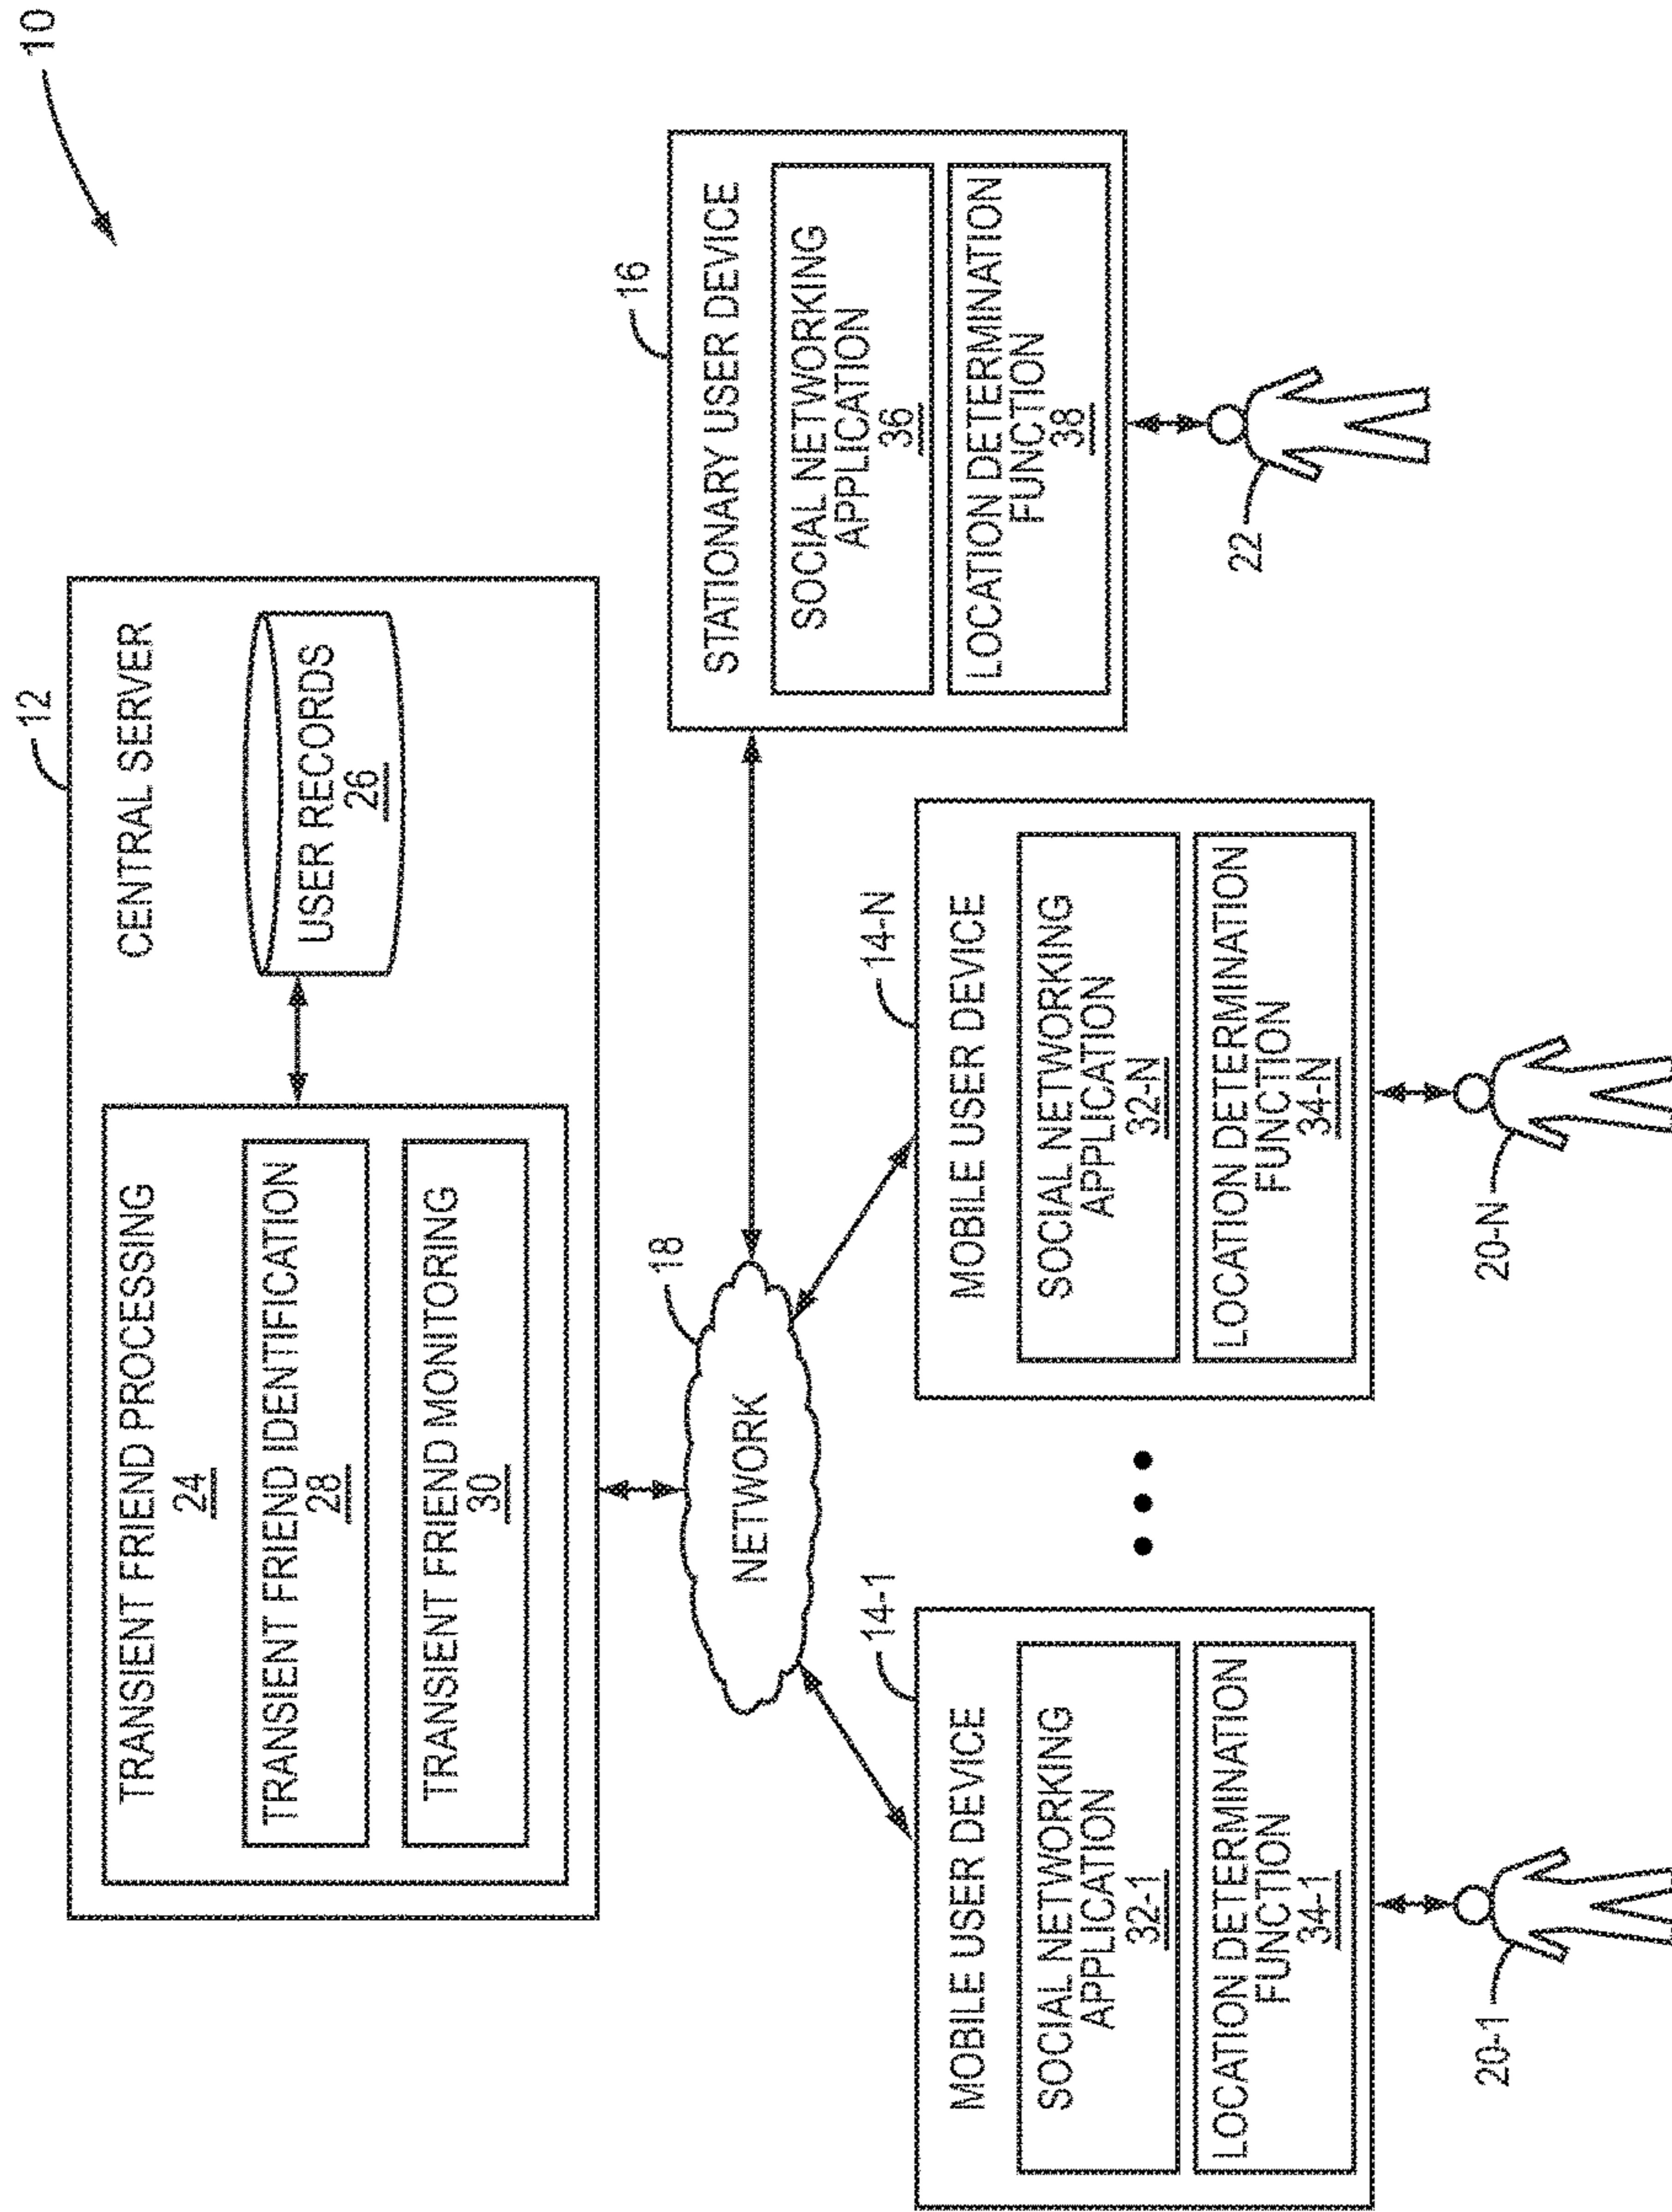 10
12
CENTRAL SERVER
TRANSIENT FRIEND PROCESSING
24
TRANSIENT FRIEND IDENTIFICATION
28
TRANSIENT FRIEND MONITORING
30
USER RECORDS
26
18
NETWORK
16
STATIONARY USER DEVICE
SOCIAL NETWORKING
APPLICATION
36
LOCATION DETERMINATION
FUNCTION
38
22
14-1
MOBILE USER DEVICE
SOCIAL NETWORKING
APPLICATION
32-1
LOCATION DETERMINATION
FUNCTION
34-1
20-1
14-N
MOBILE USER DEVICE
SOCIAL NETWORKING
APPLICATION
32-N
LOCATION DETERMINATION
FUNCTION
34-N
20-N